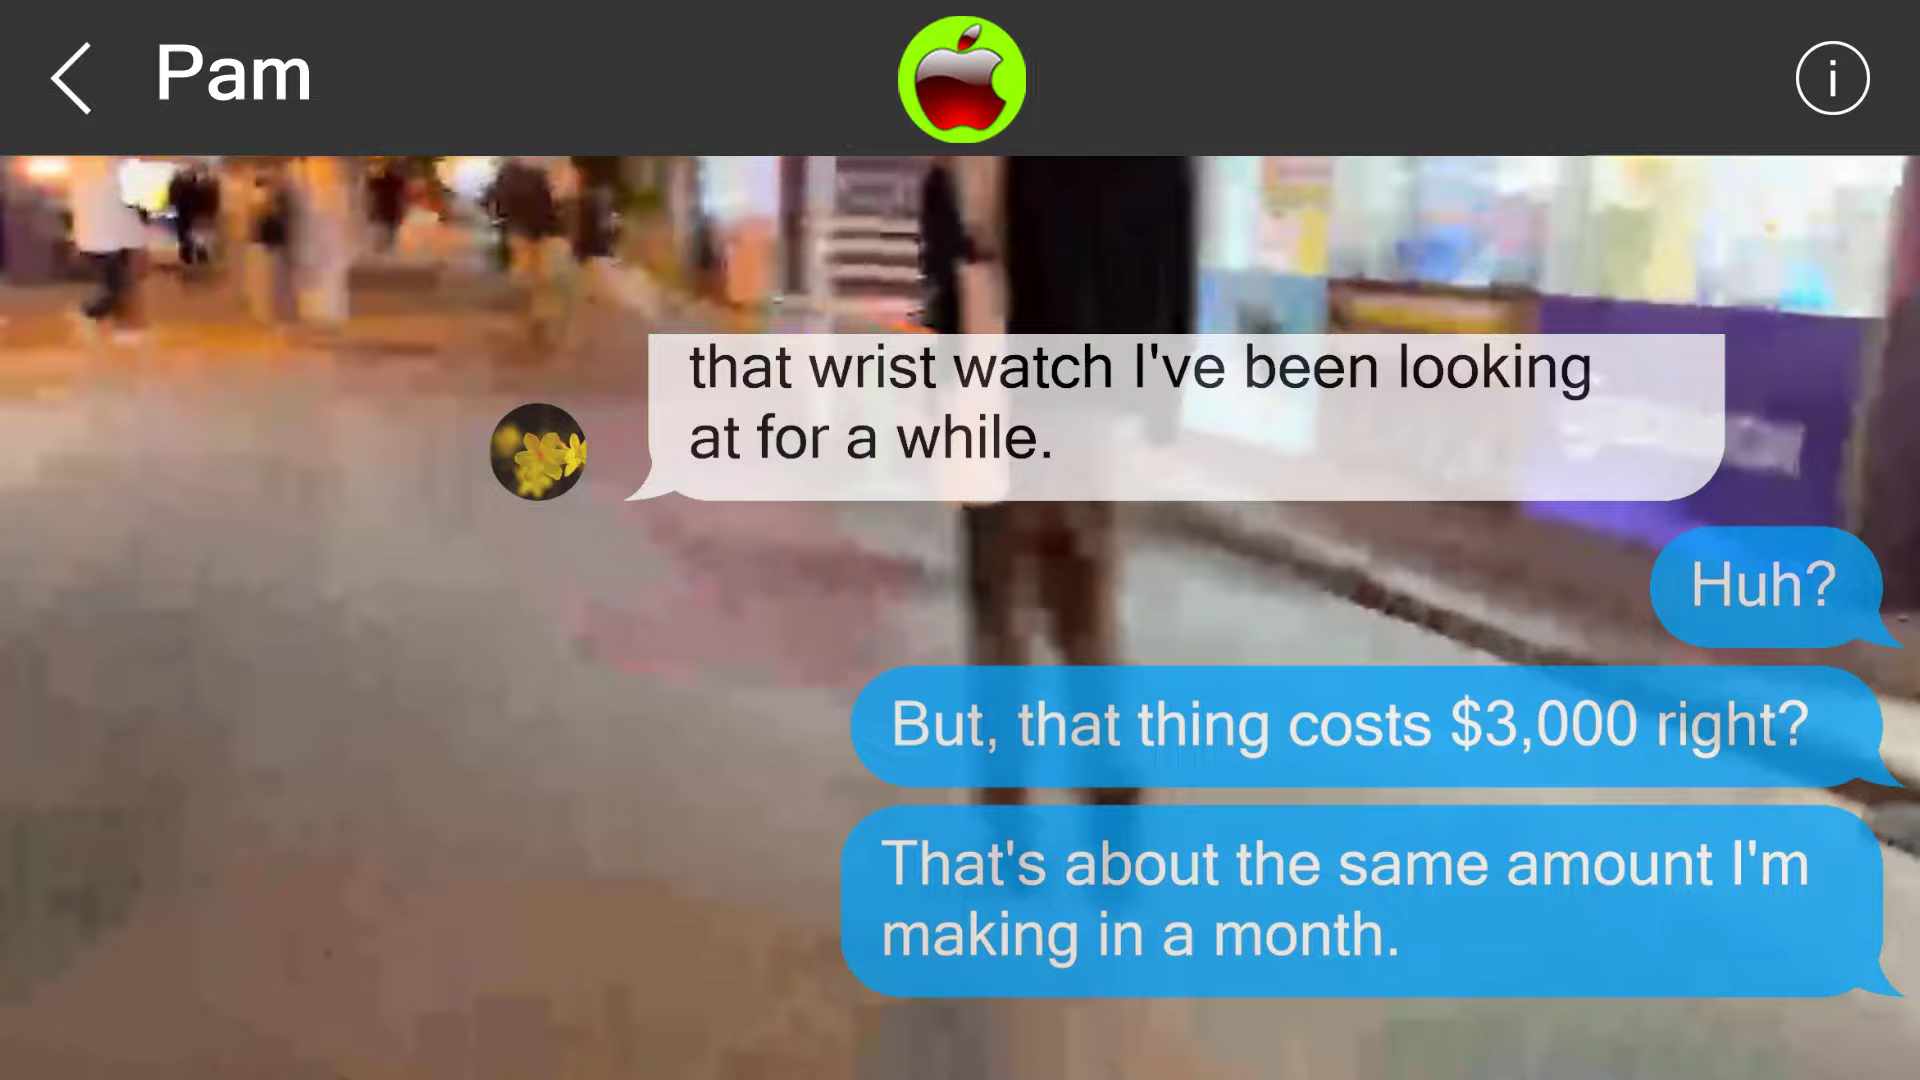 Pam
that wrist watch I've been looking
at for a while.
Huh?
But, that thing costs $3,000 right?
That's about the same amount I'm
making in a month.